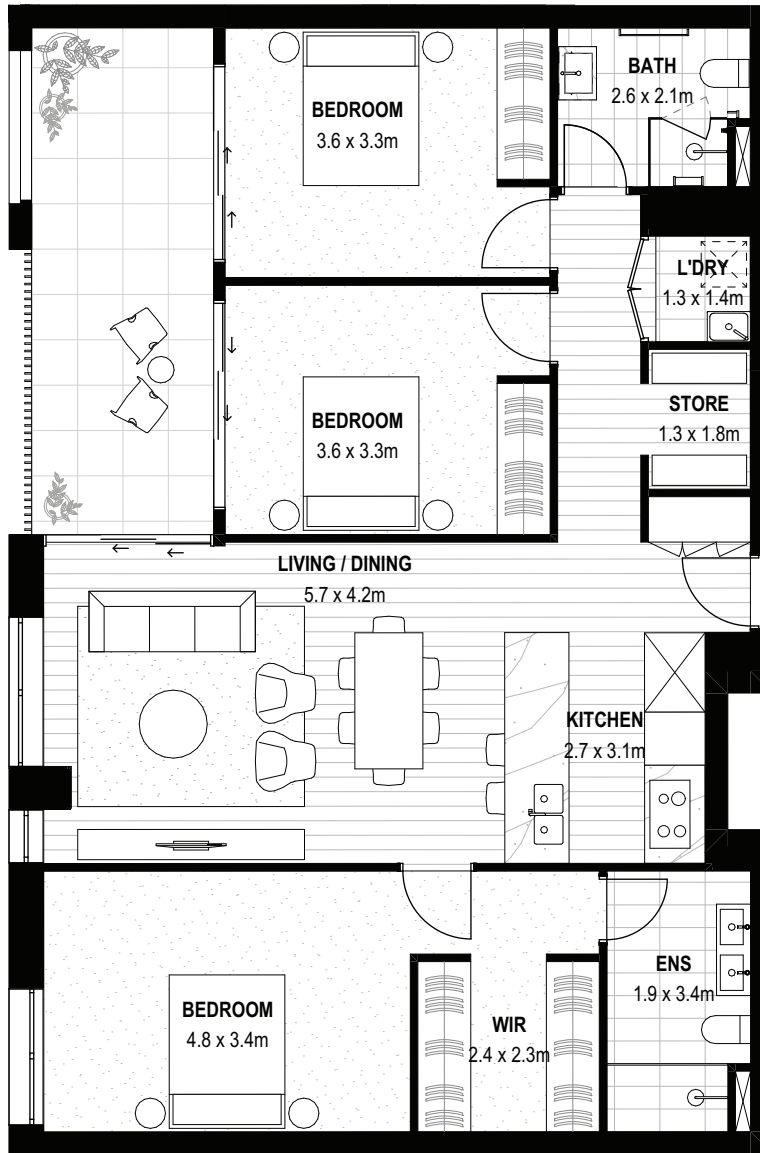 BATH
2.6 x 2.1m
BEDROOM
3.6 x 3.3m
L'DRY
1.3 x 1.4m
STORE
1.3 x 1.8m
BEDROOM
3.6 x 3.3m
LIVING / DINING
5.7 x 4.2m
KITCHEN
2.7 x 3.1m
BEDROOM
4.8 x 3.4m
WIR
2.4 x 2.3m
ENS
1.9 x 3.4m